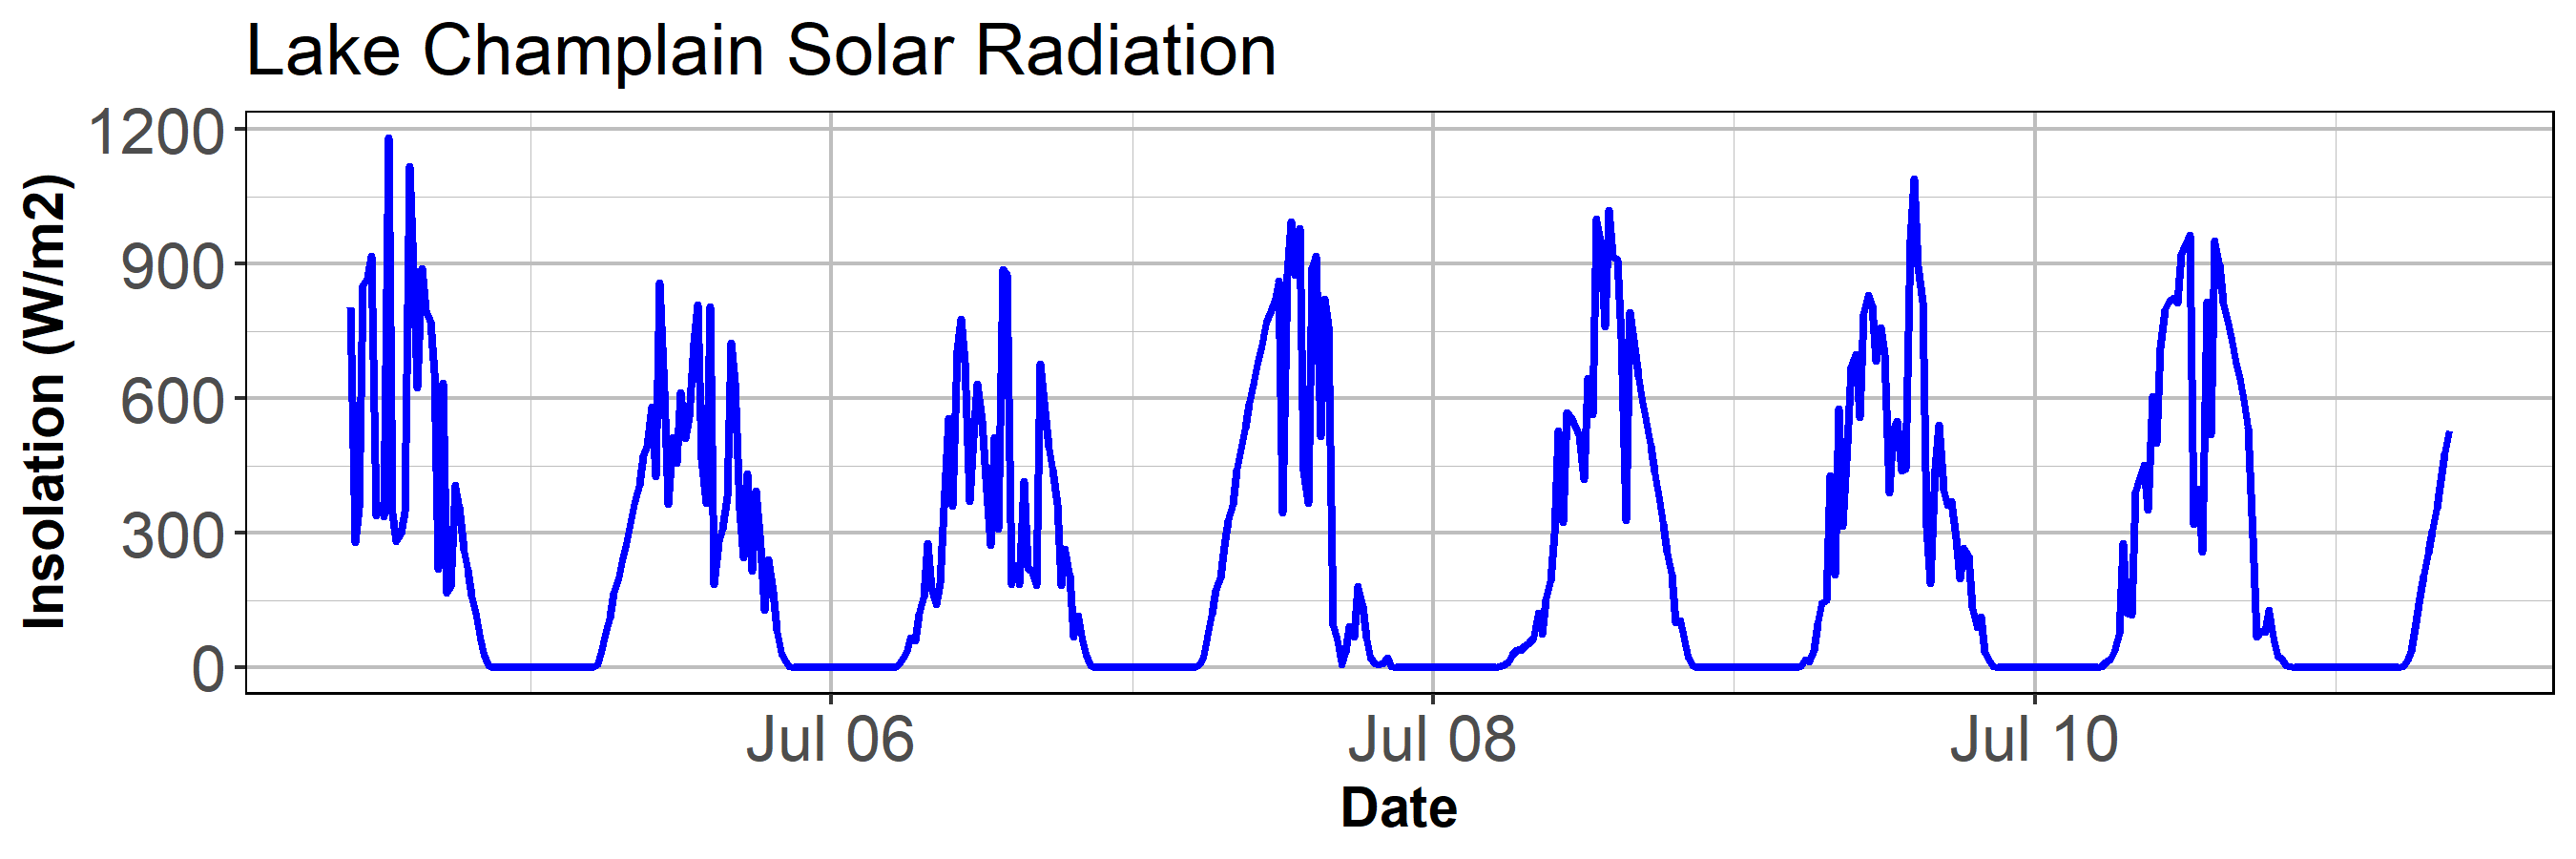 Lake Champlain Solar Radiation
1200
900
600
300
0
Insolation (W/m2)
Jul 06 Jul 08 Jul 10
Date